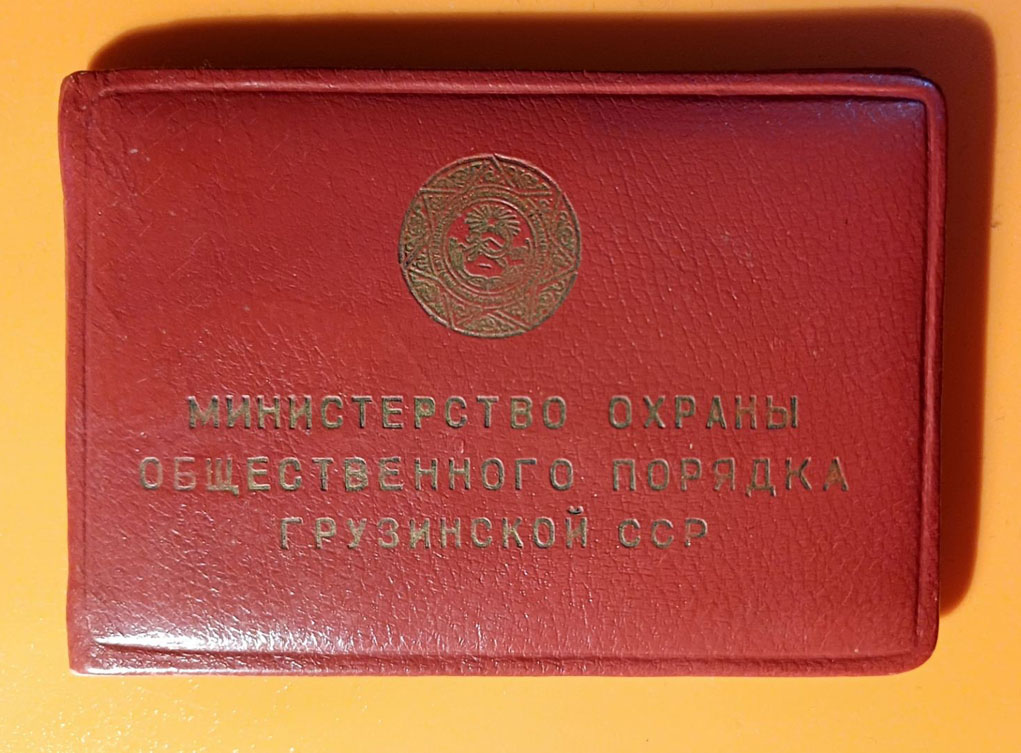 МИНИСТЕРСТВО ОХРАНЫ
ОБЩЕСТВЕННОГО ПОРЯДКА
ГРУЗИНСКОЙ ССР